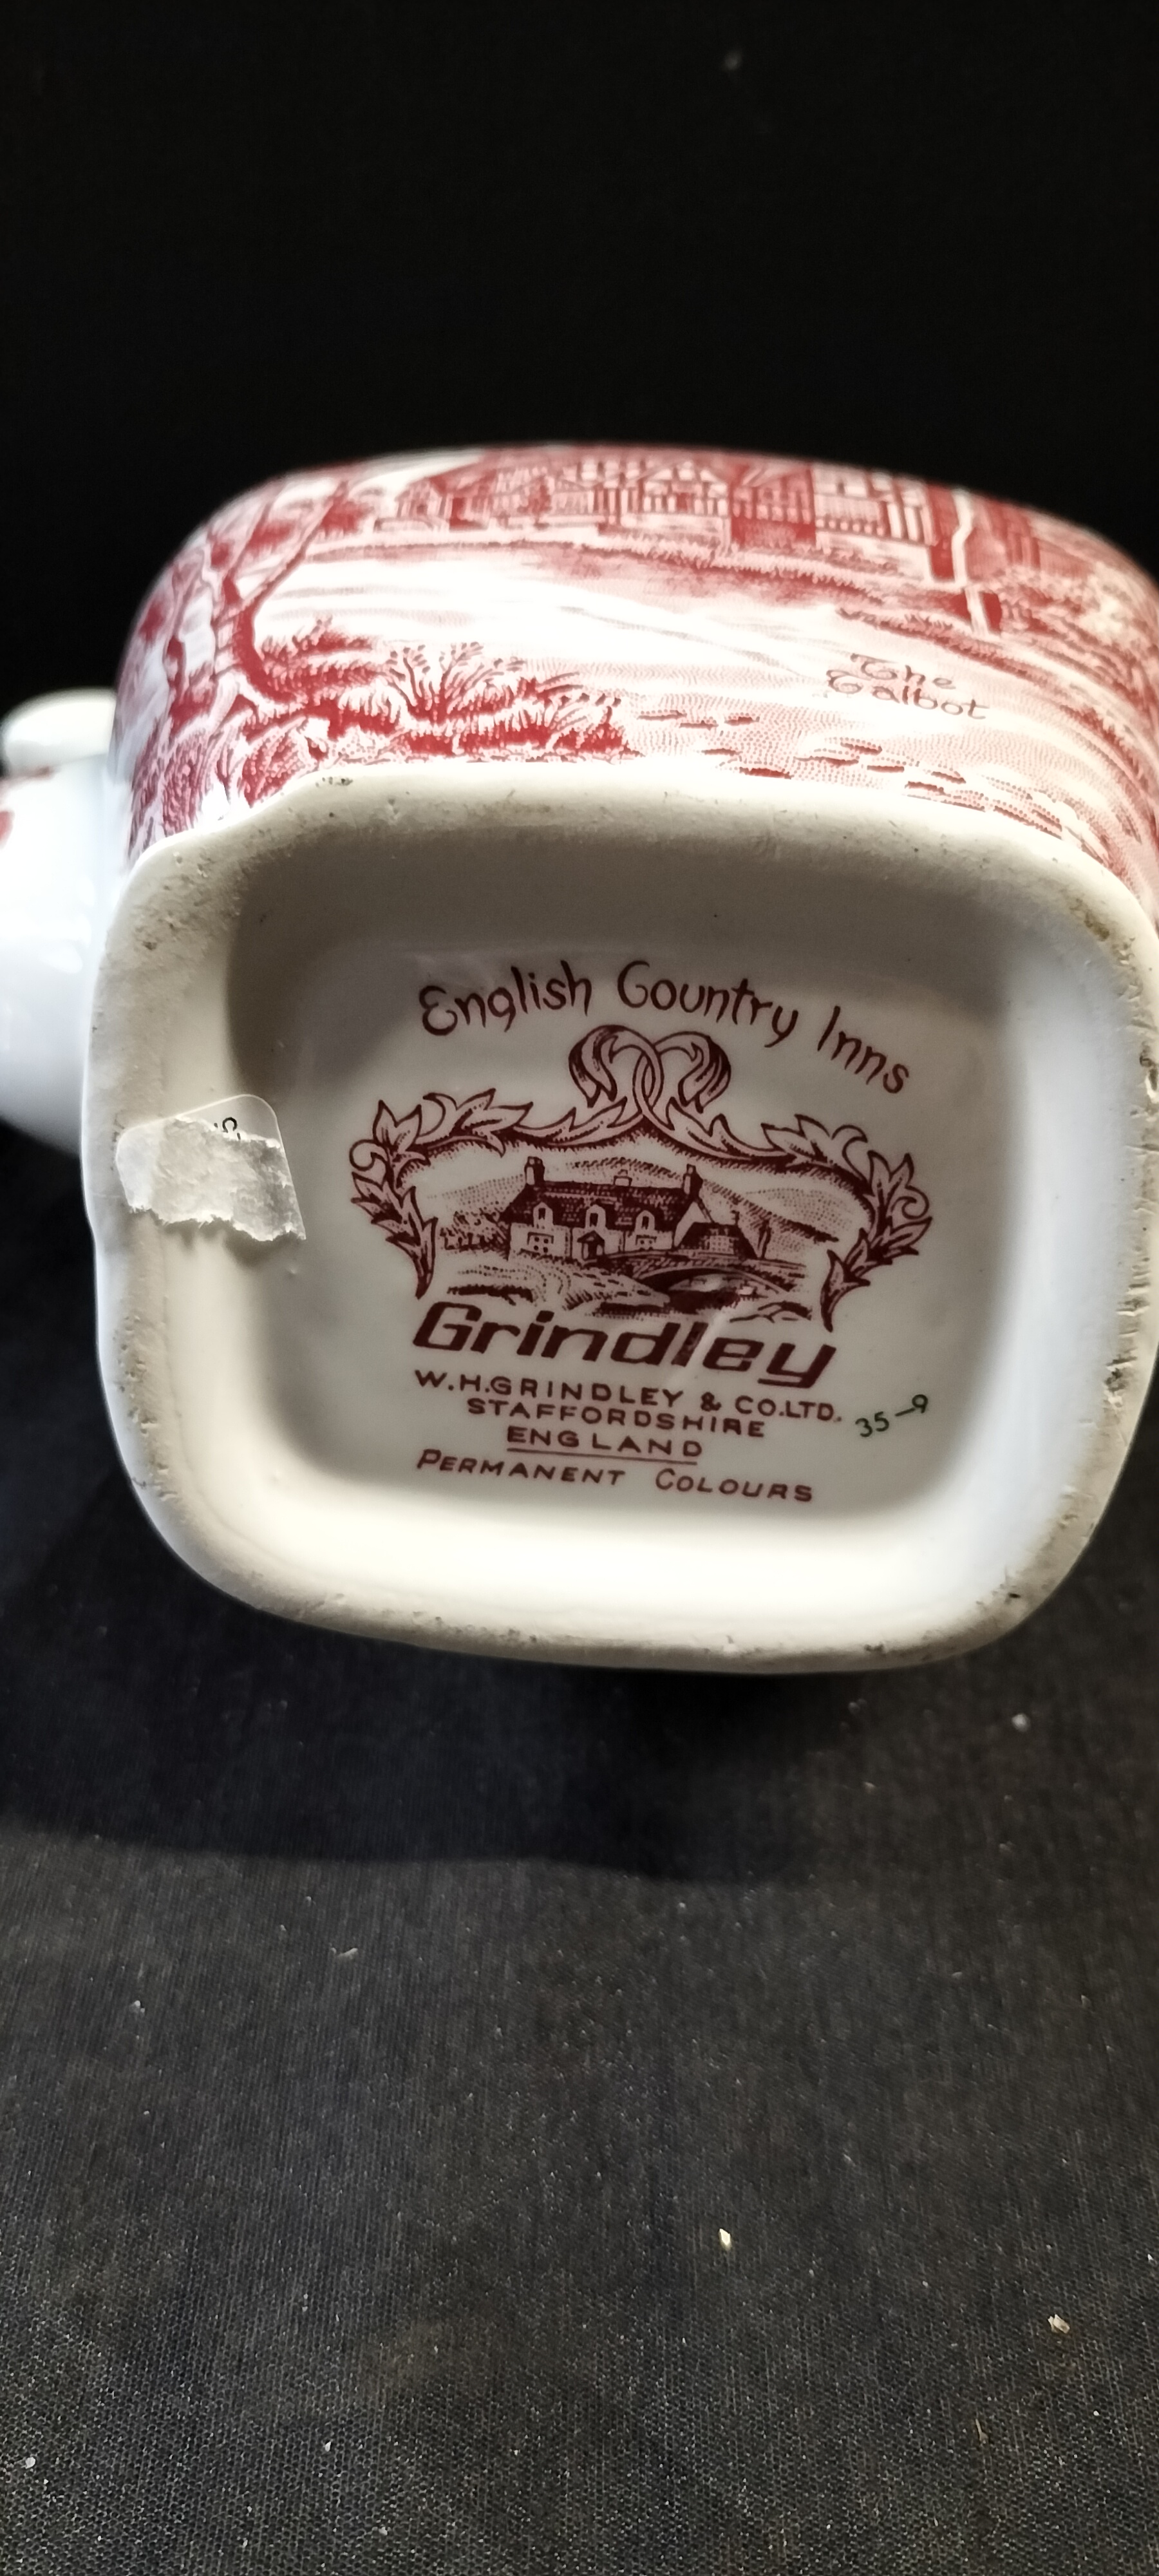 The
Talbot
English Country Inns
Grindley
W.H.GRINDLEY & CO.LTD.
STAFFORDSHIRE
ENGLAND
PERMANENT COLOURS
35-9